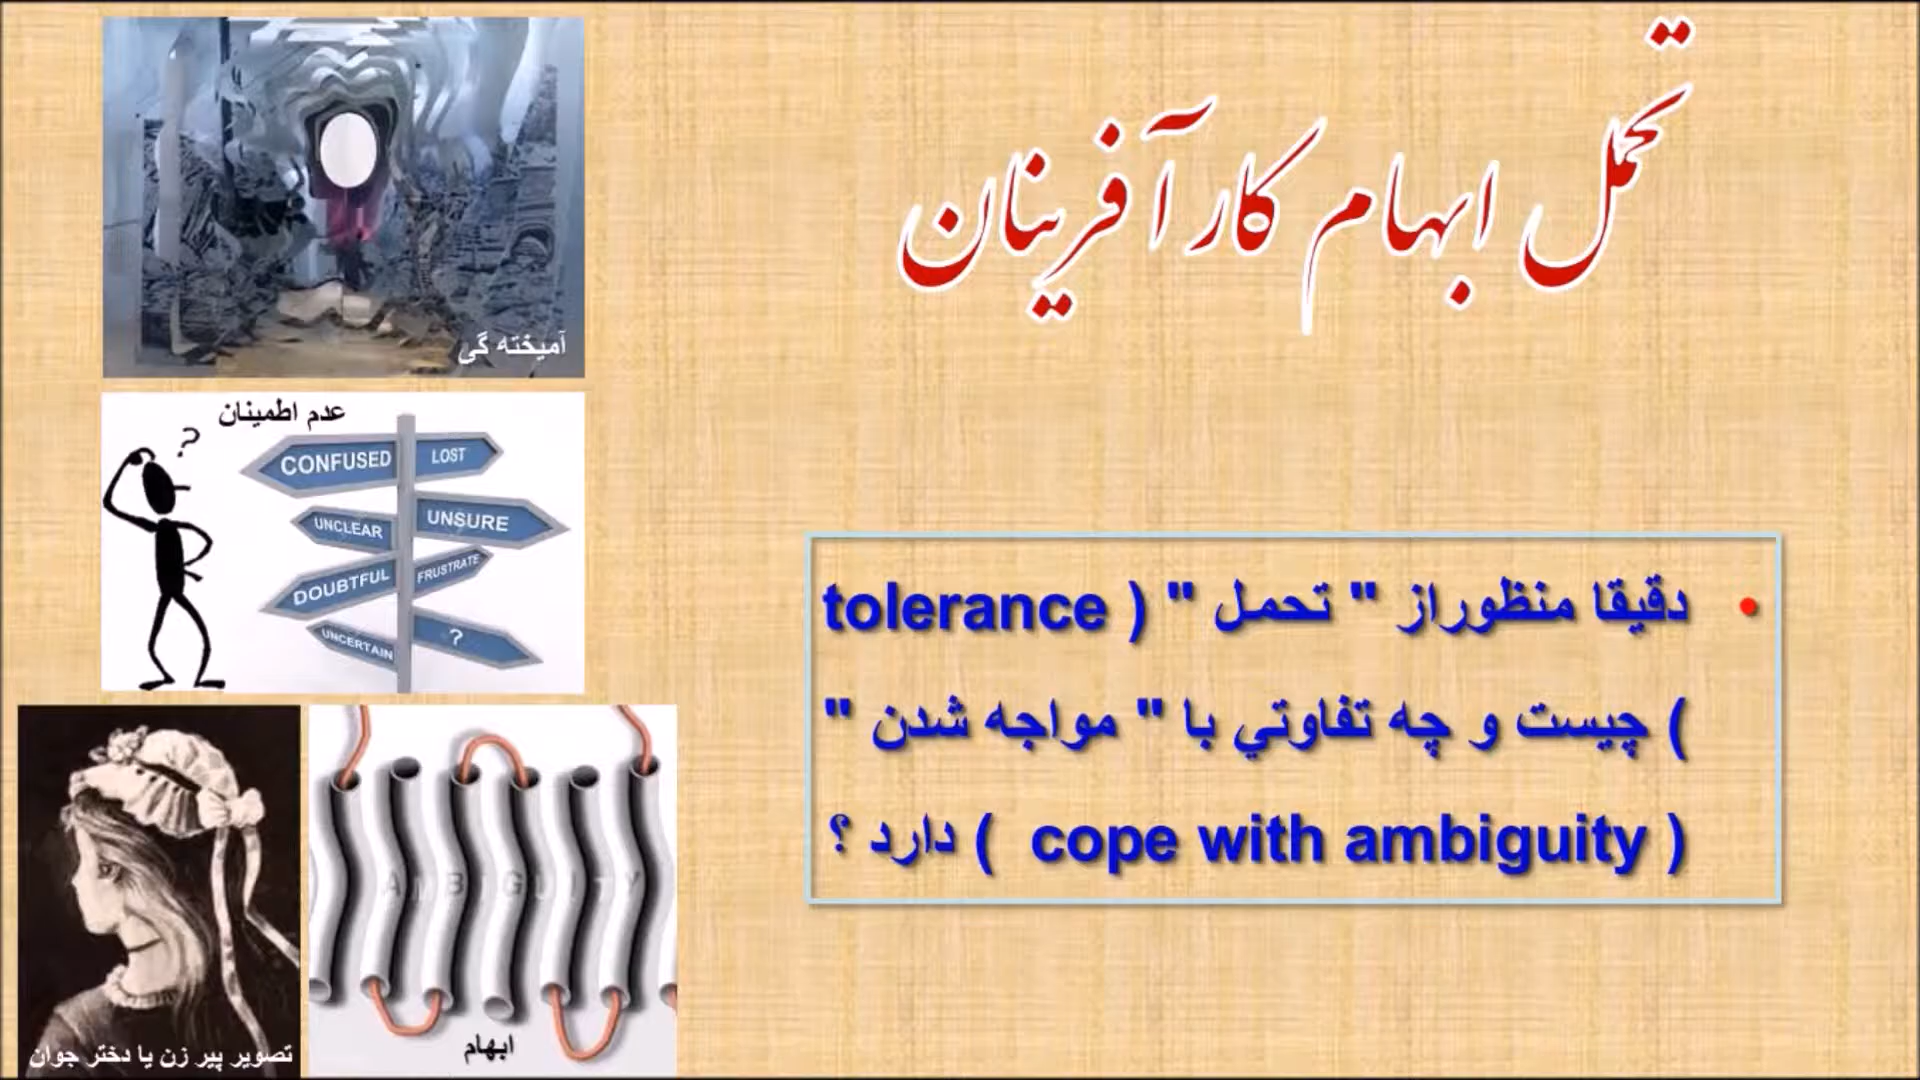 تحمل ابهام کارآفرینان
آمیخته گی
عدم اطمینان
?
CONFUSED
LOST
UNCLEAR
UNSURE
DOUBTFUL
FRUSTRATE
UNCERTAIN
?
• دقیقا منظوراز " تحمل " ( tolerance
) چیست و چه تفاوتي با " مواجه شدن "
( cope with ambiguity ) دارد ؟
AMBIGUITY
ابهام
تصویر پیر زن یا دختر جوان